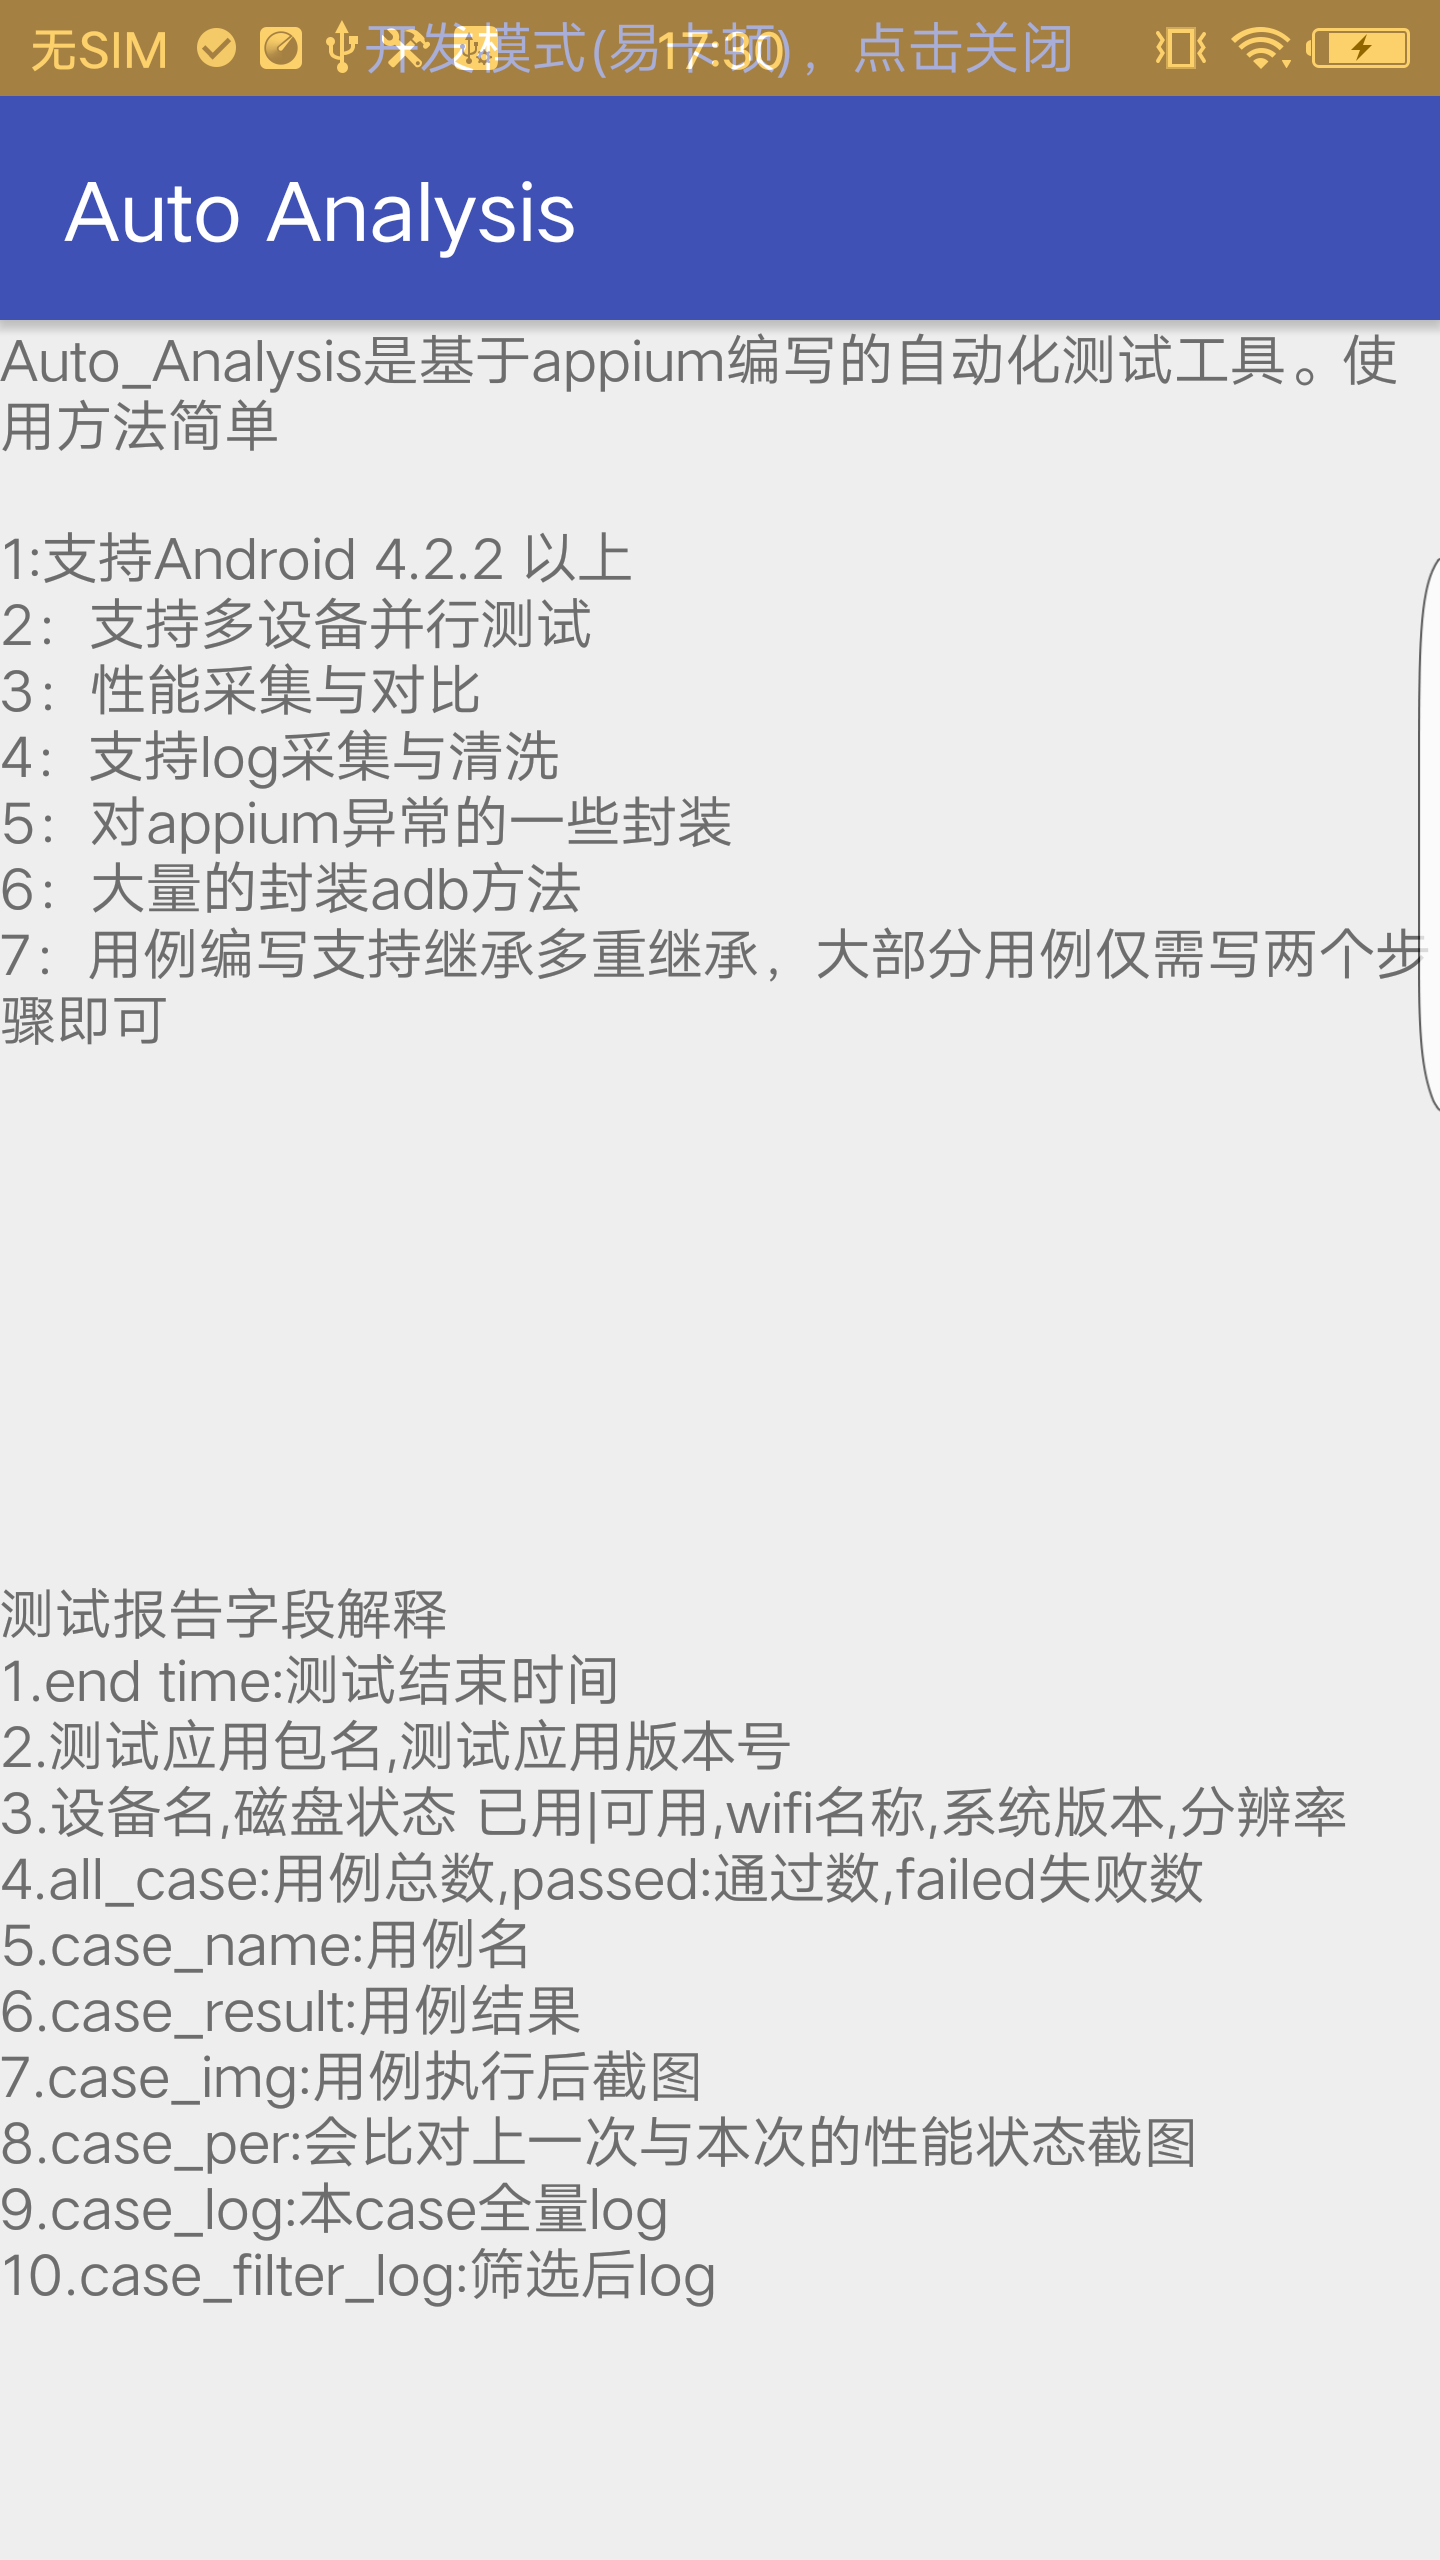 无SIM
开发模式(易卡顿)，点击关闭
17:30
Auto Analysis
Auto_Analysis是基于appium编写的自动化测试工具。使
用方法简单
1:支持Android 4.2.2 以上
2：支持多设备并行测试
3：性能采集与对比
4：支持log采集与清洗
5：对appium异常的一些封装
6：大量的封装adb方法
7：用例编写支持继承多重继承，大部分用例仅需写两个步
骤即可
测试报告字段解释
1.end time:测试结束时间
2.测试应用包名,测试应用版本号
3.设备名,磁盘状态 已用|可用,wifi名称,系统版本,分辨率
4.all_case:用例总数,passed:通过数,failed失败数
5.case_name:用例名
6.case_result:用例结果
7.case_img:用例执行后截图
8.case_per:会比对上一次与本次的性能状态截图
9.case_log:本case全量log
10.case_filter_log:筛选后log